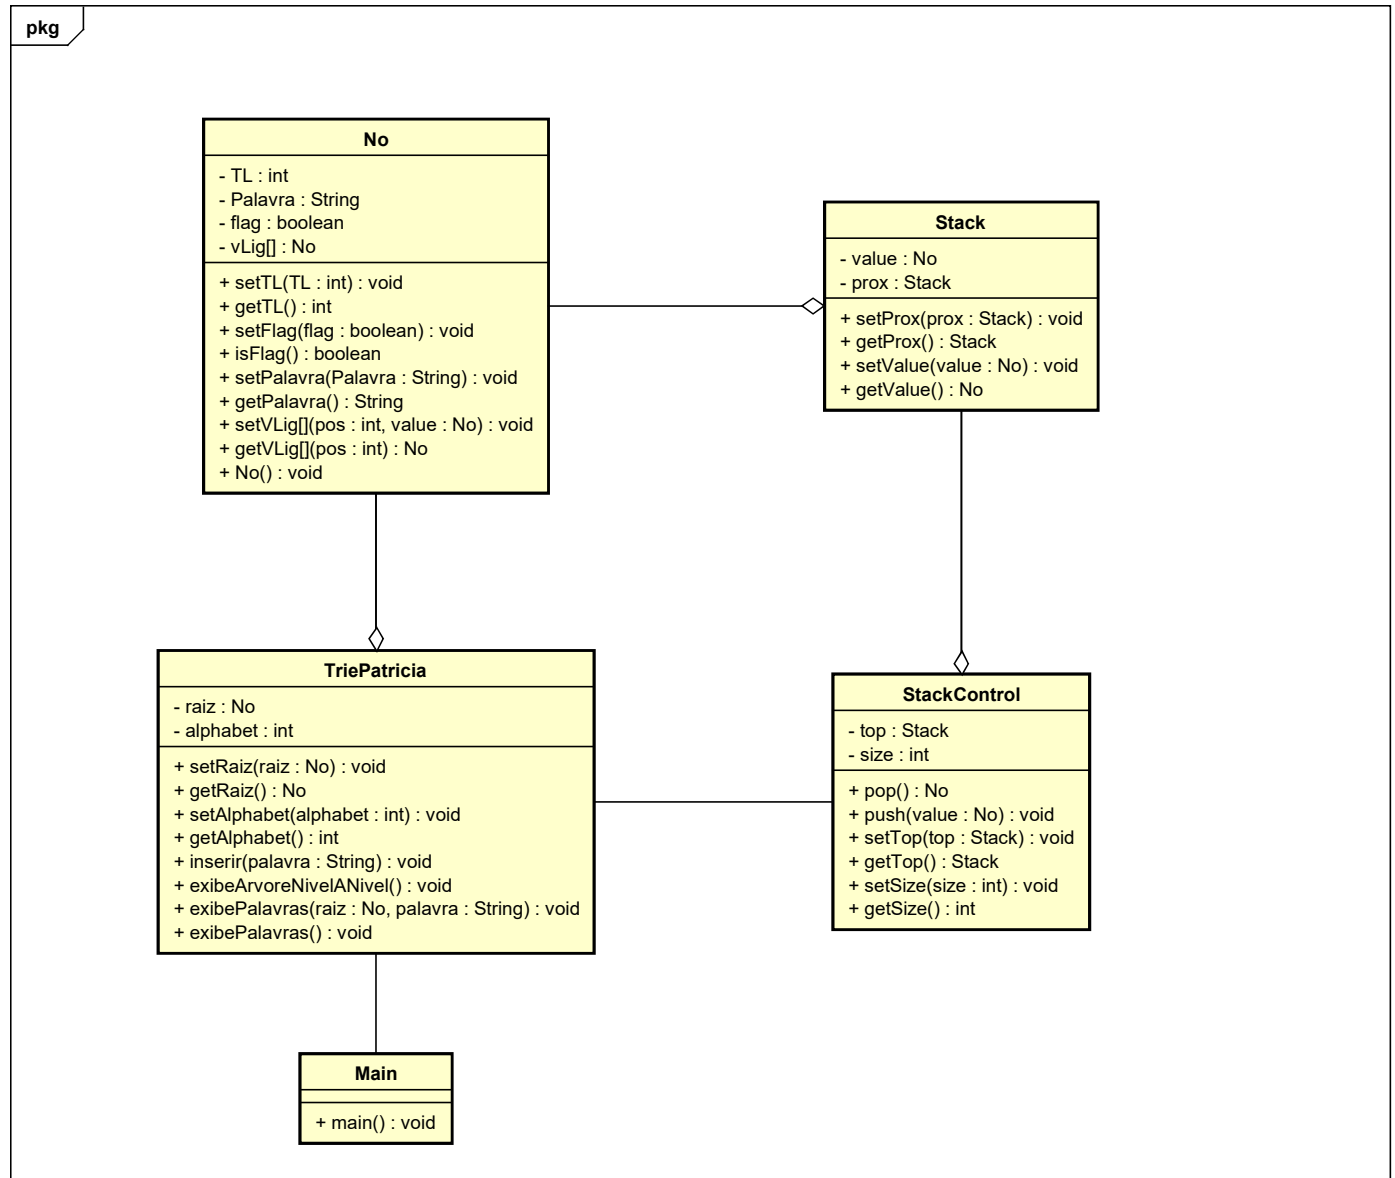 pkg
No
- TL : int
- Palavra : String
- flag : boolean
- vLig[] : No
+ setTL(TL : int) : void
+ getTL() : int
+ setFlag(flag : boolean) : void
+ isFlag() : boolean
+ setPalavra(Palavra : String) : void
+ getPalavra() : String
+ setVLig[](pos : int, value : No) : void
+ getVLig[](pos : int) : No
+ No() : void
Stack
- value : No
- prox : Stack
+ setProx(prox : Stack) : void
+ getProx() : Stack
+ setValue(value : No) : void
+ getValue() : No
TriePatricia
- raiz : No
- alphabet : int
+ setRaiz(raiz : No) : void
+ getRaiz() : No
+ setAlphabet(alphabet : int) : void
+ getAlphabet() : int
+ inserir(palavra : String) : void
+ exibeArvoreNivelANivel() : void
+ exibePalavras(raiz : No, palavra : String) : void
+ exibePalavras() : void
StackControl
- top : Stack
- size : int
+ pop() : No
+ push(value : No) : void
+ setTop(top : Stack) : void
+ getTop() : Stack
+ setSize(size : int) : void
+ getSize() : int
Main
+ main() : void